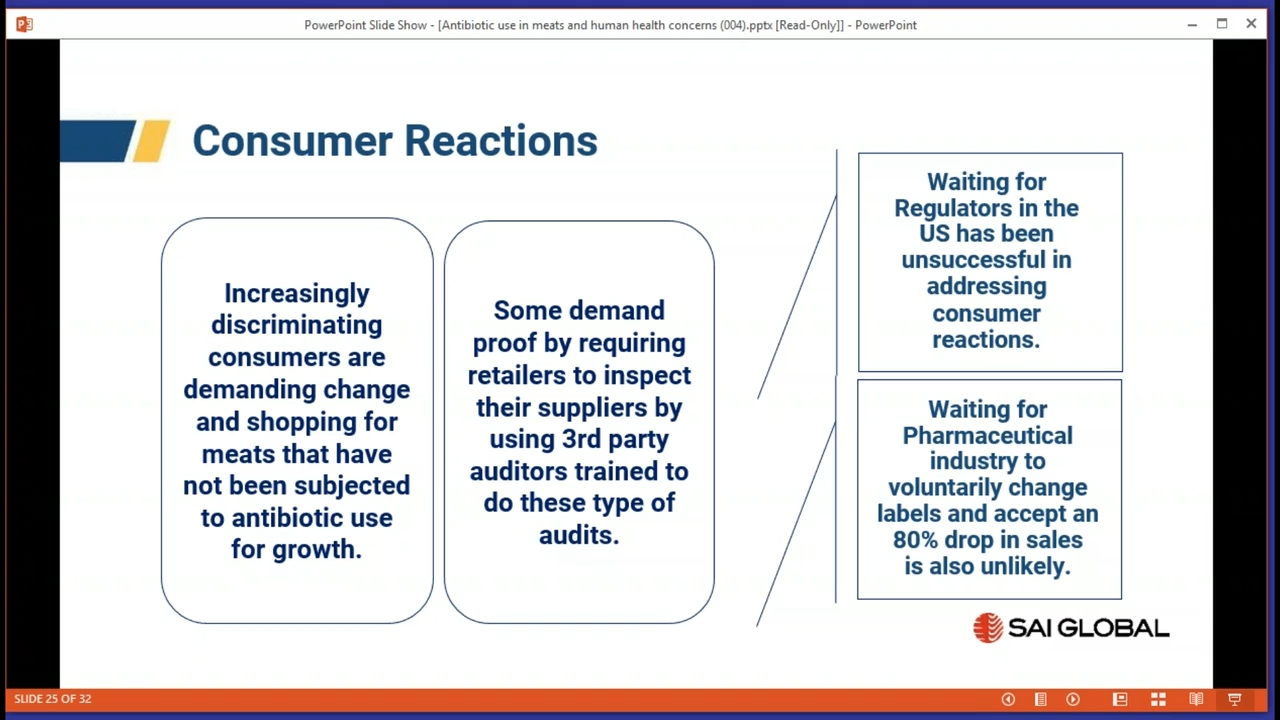 PowerPoint Slide Show - [Antibiotic use in meats and human health concerns (004).pptx [Read-Only]] - PowerPoint
Consumer Reactions
Increasingly
discriminating
consumers are
demanding change
and shopping for
meats that have
not been subjected
to antibiotic use
for growth.
Some demand
proof by requiring
retailers to inspect
their suppliers by
using 3rd party
auditors trained to
do these type of
audits.
Waiting for
Regulators in the
US has been
unsuccessful in
addressing
consumer
reactions.
Waiting for
Pharmaceutical
industry to
voluntarily change
labels and accept an
80% drop in sales
is also unlikely.
SAI GLOBAL
SLIDE 25 OF 32